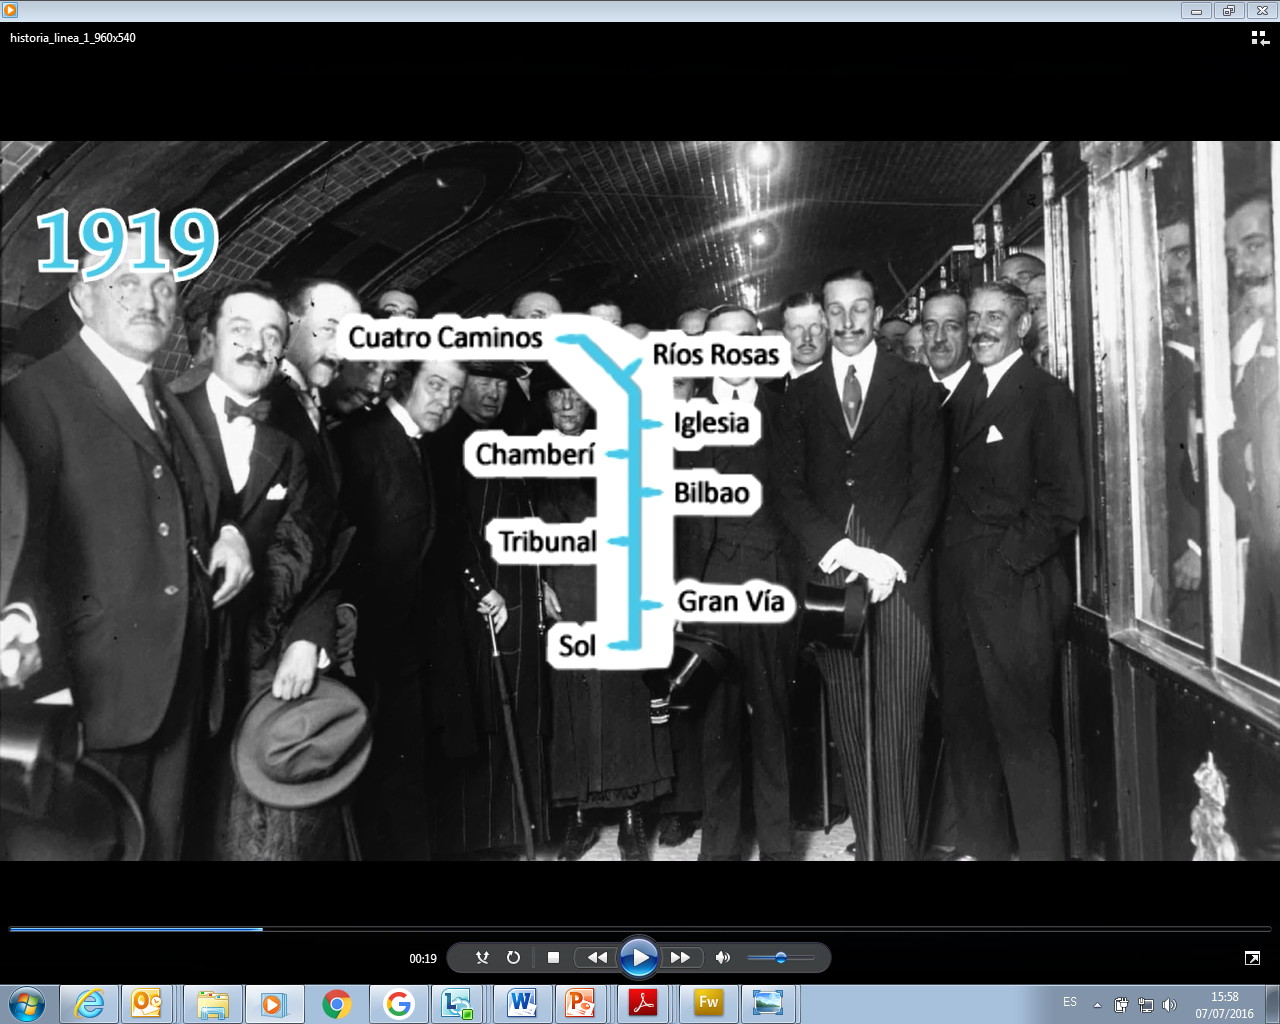 historia_linea_1_960x540
1919
Cuatro Caminos
Ríos Rosas
Iglesia
Chamberí
Bilbao
Tribunal
Gran Vía
Sol
00:19
Fw
ES
15:58
07/07/2016